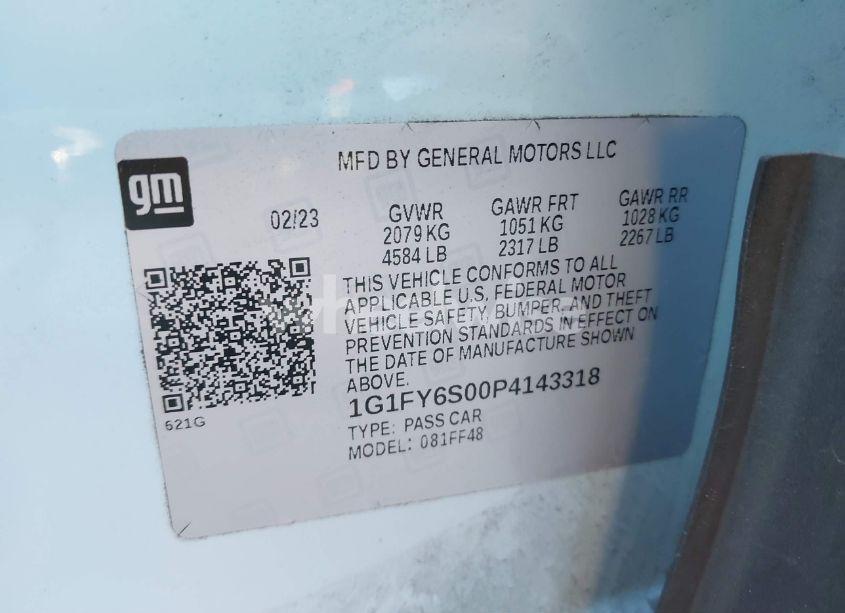 MFD BY GENERAL MOTORS LLC
gm
02/23
GVWR
2079 KG
4584 LB
GAWR FRT
1051 KG
2317 LB
GAWR RR
1028 KG
2267 LB
THIS VEHICLE CONFORMS TO ALL
APPLICABLE U.S. FEDERAL MOTOR
VEHICLE SAFETY, BUMPER, AND THEFT
PREVENTION STANDARDS IN EFFECT ON
THE DATE OF MANUFACTURE SHOWN
ABOVE.
1G1FY6S00P4143318
TYPE: PASS CAR
MODEL: 081FF48
621G